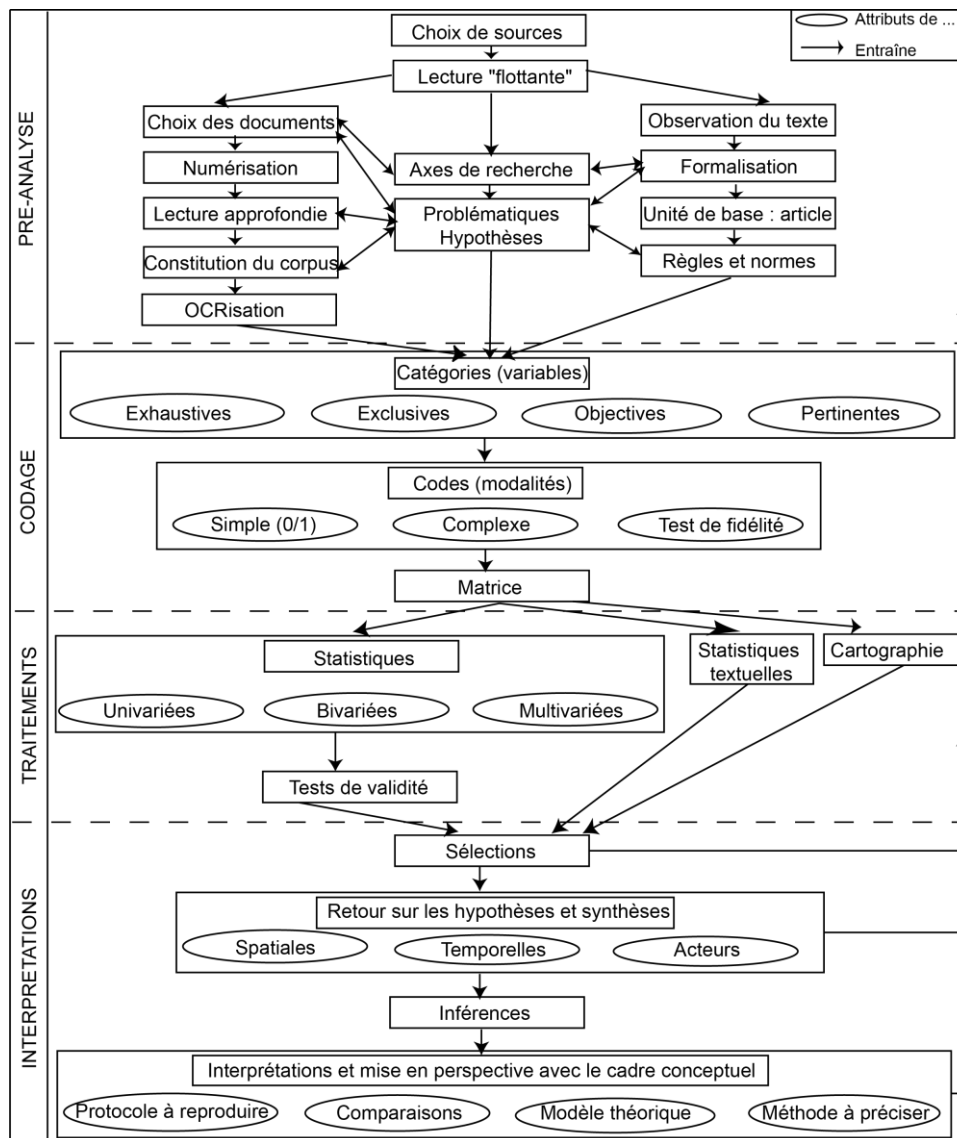 Attributs de ...
Entraîne
PRE-ANALYSE
Choix de sources
Lecture "flottante"
Choix des documents
Observation du texte
Numérisation
Axes de recherche
Formalisation
Lecture approfondie
Problématiques
Hypothèses
Unité de base : article
Constitution du corpus
Règles et normes
OCRisation
CODAGE
Catégories (variables)
Exhaustives
Exclusives
Objectives
Pertinentes
Codes (modalités)
Simple (0/1)
Complexe
Test de fidélité
Matrice
TRAITEMENTS
Statistiques
Statistiques
textuelles
Cartographie
Univariées
Bivariées
Multivariées
Tests de validité
INTERPRETATIONS
Sélections
Retour sur les hypothèses et synthèses
Spatiales
Temporelles
Acteurs
Inférences
Interprétations et mise en perspective avec le cadre conceptuel
Protocole à reproduire
Comparaisons
Modèle théorique
Méthode à préciser